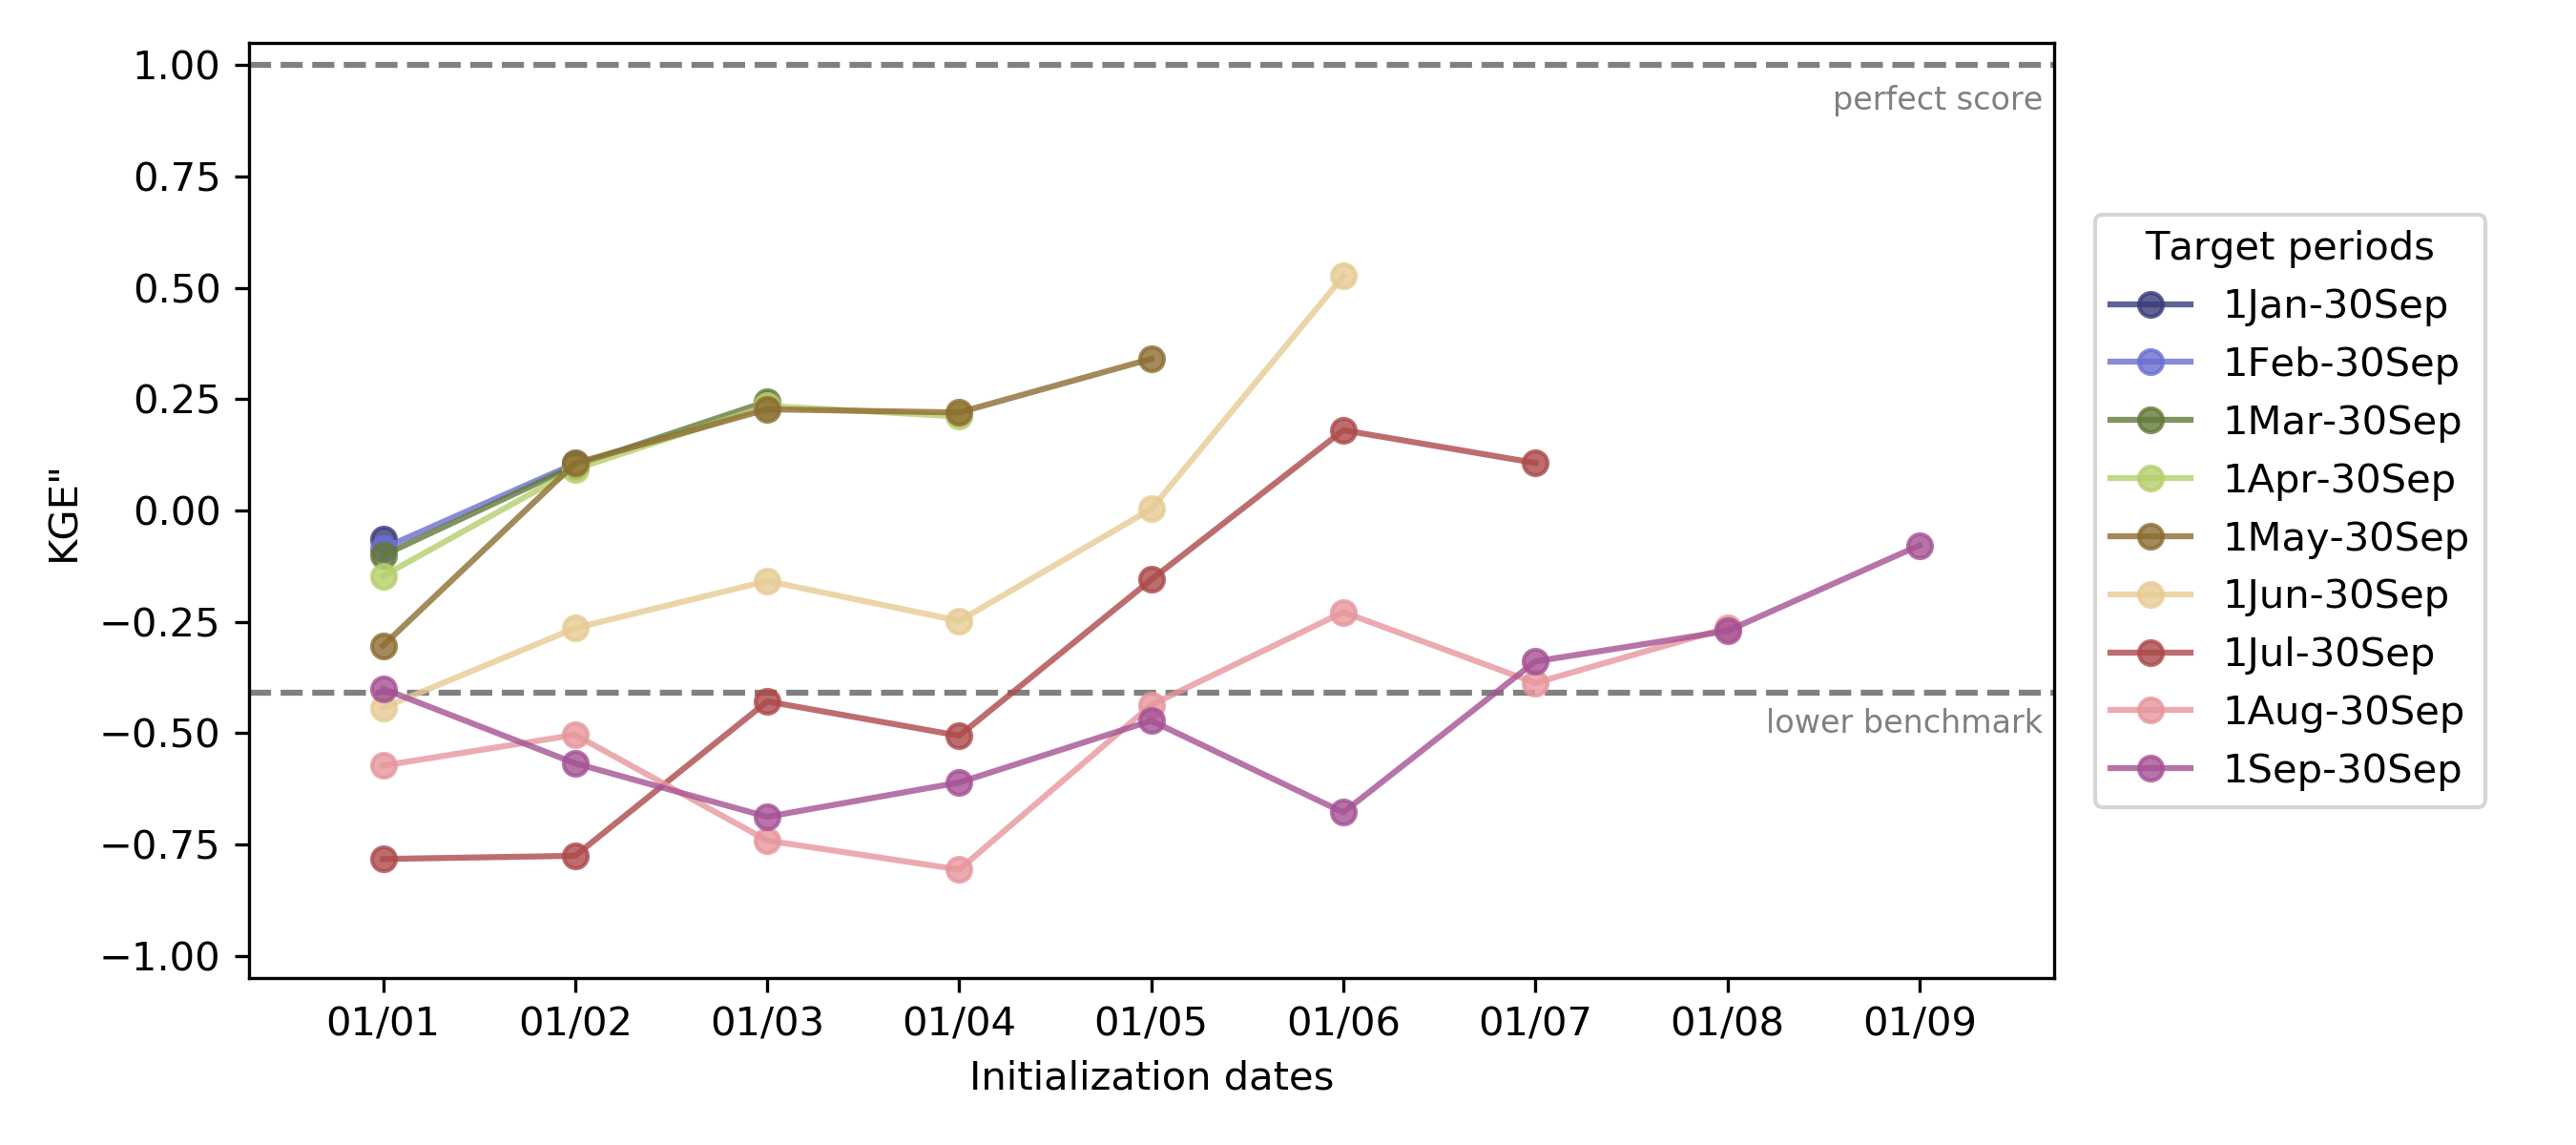 1.00
0.75
0.50
0.25
0.00
−0.25
−0.50
−0.75
−1.00
KGE"
perfect score
lower benchmark
01/01 01/02 01/03 01/04 01/05 01/06 01/07 01/08 01/09
Initialization dates
Target periods
1Jan-30Sep
1Feb-30Sep
1Mar-30Sep
1Apr-30Sep
1May-30Sep
1Jun-30Sep
1Jul-30Sep
1Aug-30Sep
1Sep-30Sep